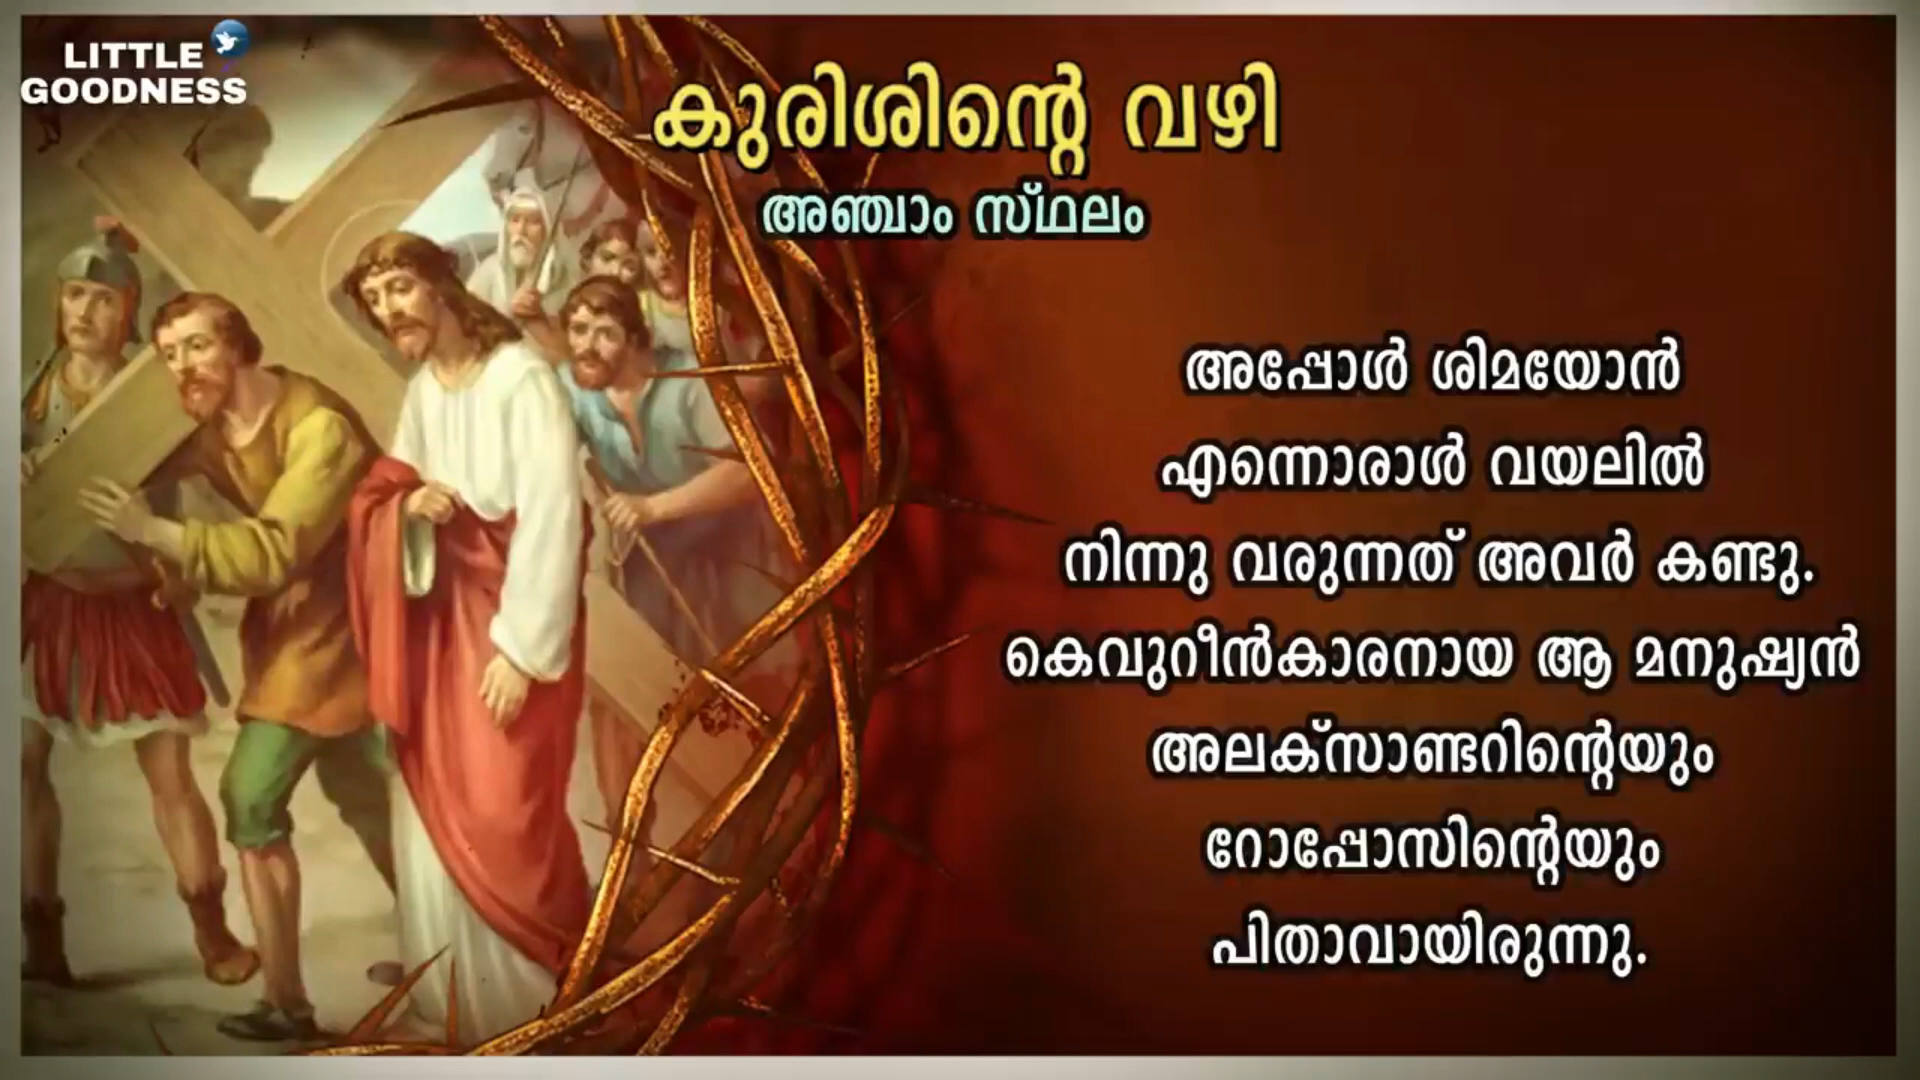 LITTLE
GOODNESS
കുരിശിന്റെ വഴി
അഞ്ചാം സ്ഥലം
അപ്പോൾ ശിമയോൻ
എന്നൊരാൾ വയലിൽ
നിന്നു വരുന്നത് അവർ കണ്ടു.
കെവുറീൻകാരനായ ആ മനുഷ്യൻ
അലക്സാണ്ടറിന്റെയും
റോപ്പോസിന്റെയും
പിതാവായിരുന്നു.